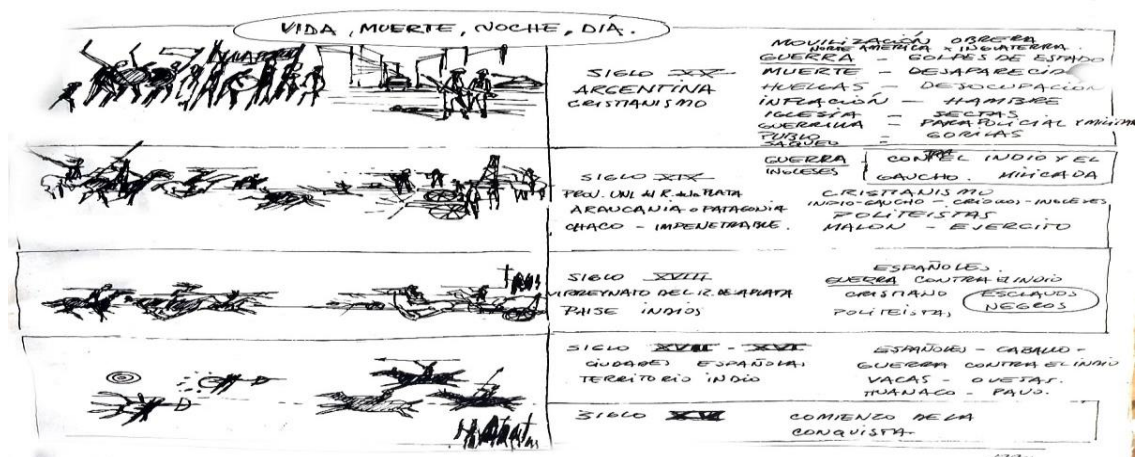 VIDA, MUERTE, NOCHE, DIÁ.
SIGLO XX
ARGENTINA
CRISTIANISMO
MOVILIZACIÓN OBRERA
NORTE AMERICA x INGLATERRA.
GUERRA - GOLPES DE ESTADO
MUERTE - DESAPARECID
HUELGAS - DESOCUPACIÓN
INFLACIÓN - HAMBRE
IGLESIA - SECTAS
GUERRILLA - PARAPOLICIAL Y MILITAR
PUEBLO = GORILAS
SAQUEO
SIGLO XIX
PROV. UNI. del R. de la PLATA
ARAUCANIA o PATAGONIA
CHACO - IMPENETRABLE.
GUERRA CONTRA EL INDIO Y EL
INGLESES GAUCHO. MILICADA
CRISTIANISMO
INDIO-GAUCHO - CRIOLLOS - INGLESES
POLITEISTAS
MALON - EJERCITO
SIGLO XVIII
VIRREYNATO DEL R. DE LA PLATA
PAISE INDIOS
ESPAÑOLES.
GUERRA CONTRA EL INDIO
CRISTIANO ESCLAVOS
POLITEISTAS NEGROS
SIGLO XVII - XVI
CIUDADES ESPAÑOLAS
TERRITORIO INDIO
ESPAÑOLES - CABALLO -
GUERRA CONTRA EL INDIO
VACAS - OVEJAS.
HUANACO - PAVO.
SIGLO XV
COMIENZO DE LA
CONQUISTA.